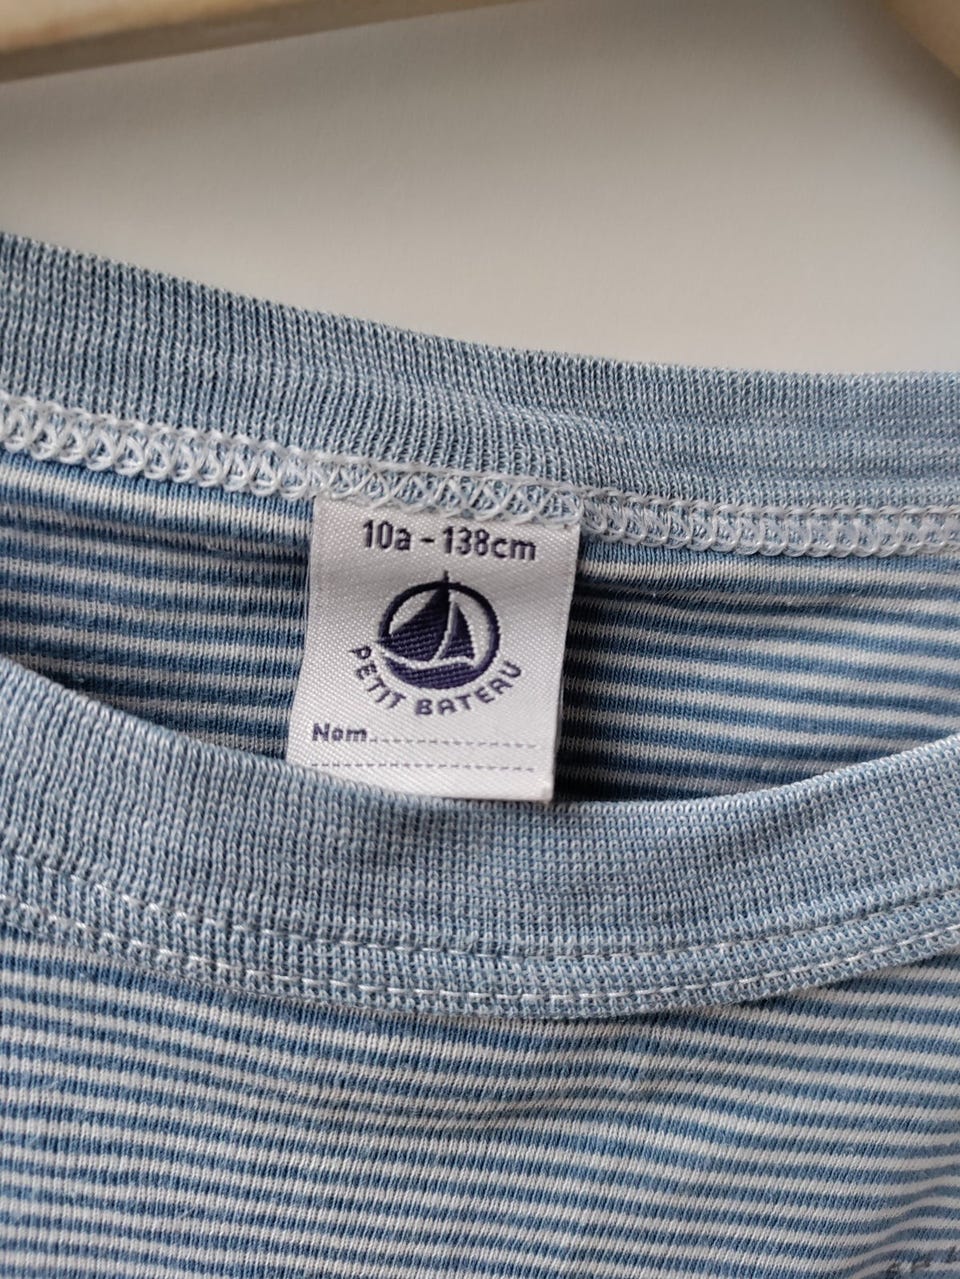 10a - 138cm
PETIT BATEAU
Nom